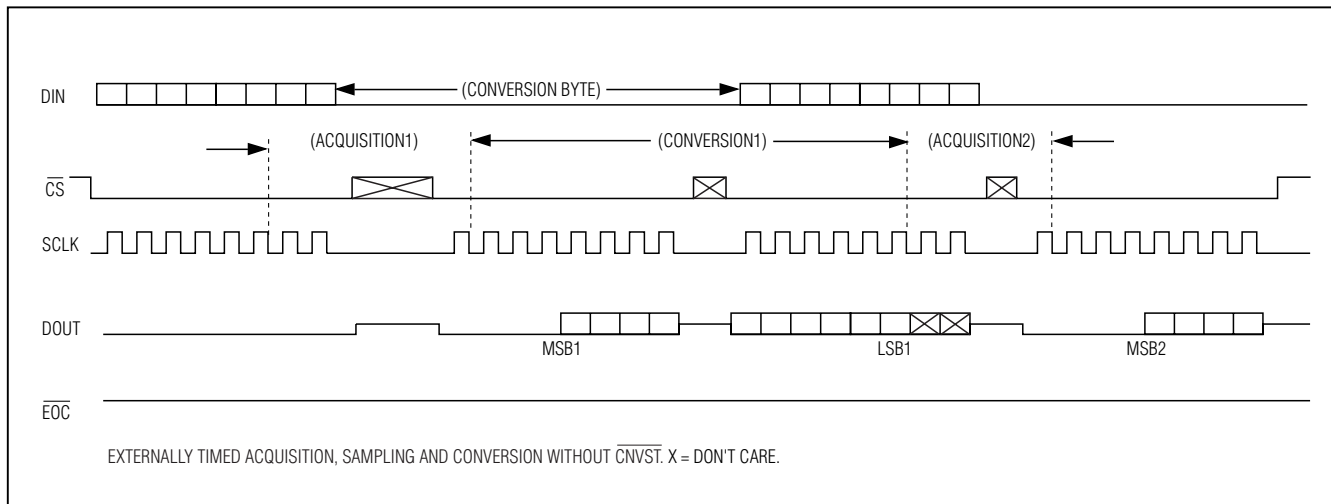 DIN
(CONVERSION BYTE)
(ACQUISITION1)
(CONVERSION1)
(ACQUISITION2)
CS
SCLK
DOUT
MSB1
LSB1
MSB2
EOC
EXTERNALLY TIMED ACQUISITION, SAMPLING AND CONVERSION WITHOUT CNVST. X = DON'T CARE.